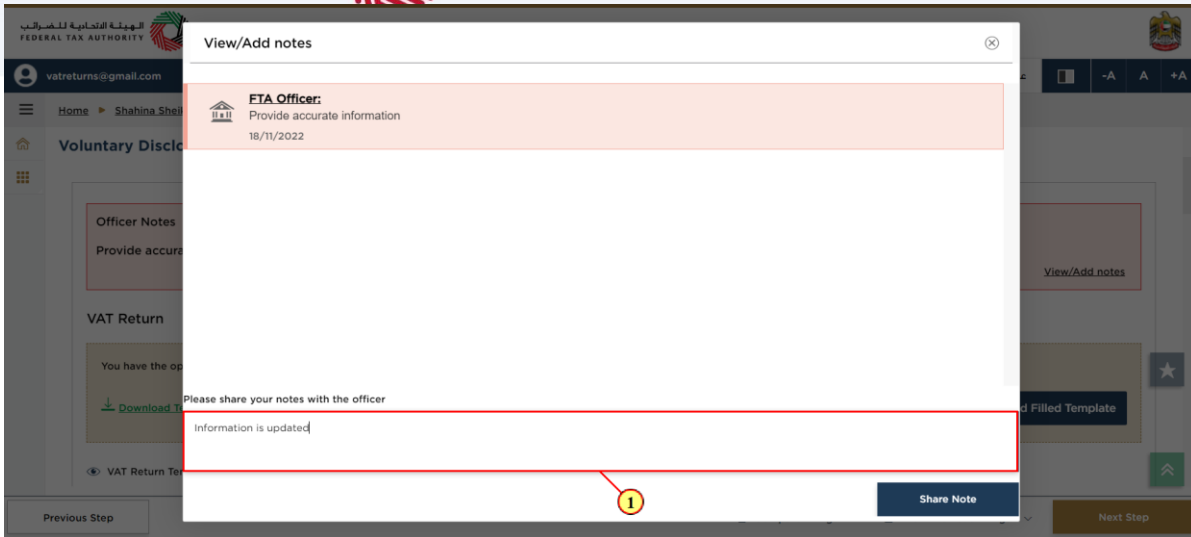 الهيئة الاتحادية للضرائب
FEDERAL TAX AUTHORITY
View/Add notes
vatreturns@gmail.com
-A A +A
Home Shahina Sheik
FTA Officer:
Provide accurate information
18/11/2022
Voluntary Disclo
Officer Notes
Provide accura
View/Add notes
VAT Return
You have the op
Download Te
d Filled Template
Please share your notes with the officer
Information is updated
VAT Return Ter
1
Share Note
Previous Step
Next Step